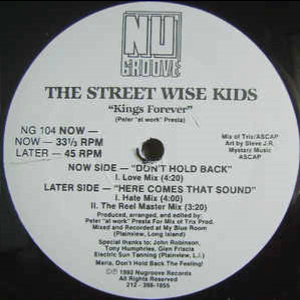 NU
GROOVE
THE STREET WISE KIDS
"Kings Forever"
(Peter "at work" Presta)
NG 104 NOW —
NOW — 33⅓ RPM
LATER — 45 RPM
Mix of Trix/ASCAP
Art by Steve J.R.
Mystari Music
ASCAP
NOW SIDE — "DON'T HOLD BACK"
I. Love Mix (4:20)
LATER SIDE — "HERE COMES THAT SOUND"
I. Hate Mix (4:00)
II. The Reel Master Mix (3:20)
Produced, arranged, and edited by:
Peter "at work" Presta For Mix of Trix Prod.
Mixed and Recorded at My Blue Room
(Plainview, Long Island)
Special thanks to: John Robinson,
Tony Humphries, Glen Friscia
Electric Sun Tanning (Plainview of Course!)
Maria, Don't Hold Back The Feeling!
1992 Nugroove Records
All Rights Reserved
212 - 398-1855